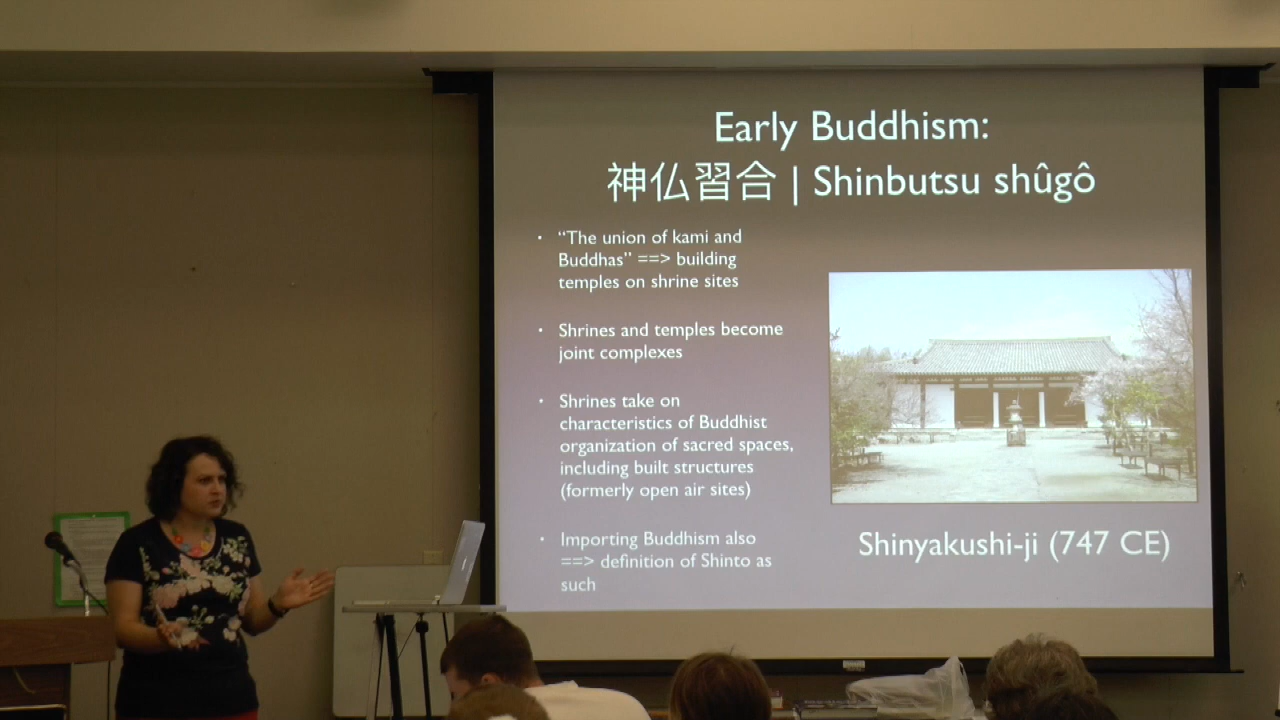 Early Buddhism:
神仏習合 | Shinbutsu shûgô
• “The union of kami and
Buddhas” ==> building
temples on shrine sites
• Shrines and temples become
joint complexes
• Shrines take on
characteristics of Buddhist
organization of sacred spaces,
including built structures
(formerly open air sites)
• Importing Buddhism also
==> definition of Shinto as
such
Shinyakushi-ji (747 CE)